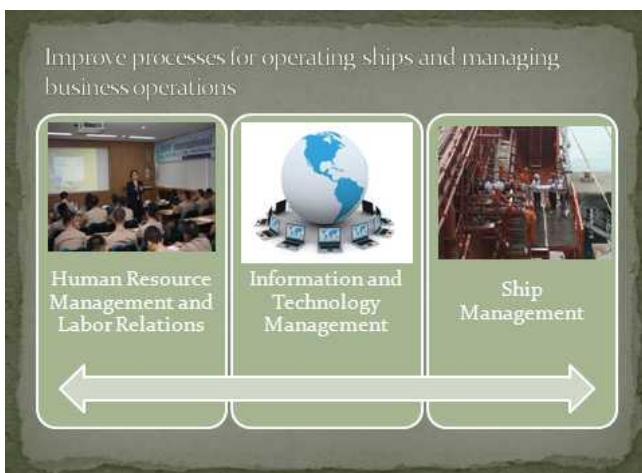 Improve processes for operating ships and managing
business operations
Human Resource
Management and
Labor Relations
Information and
Technology
Management
Ship
Management